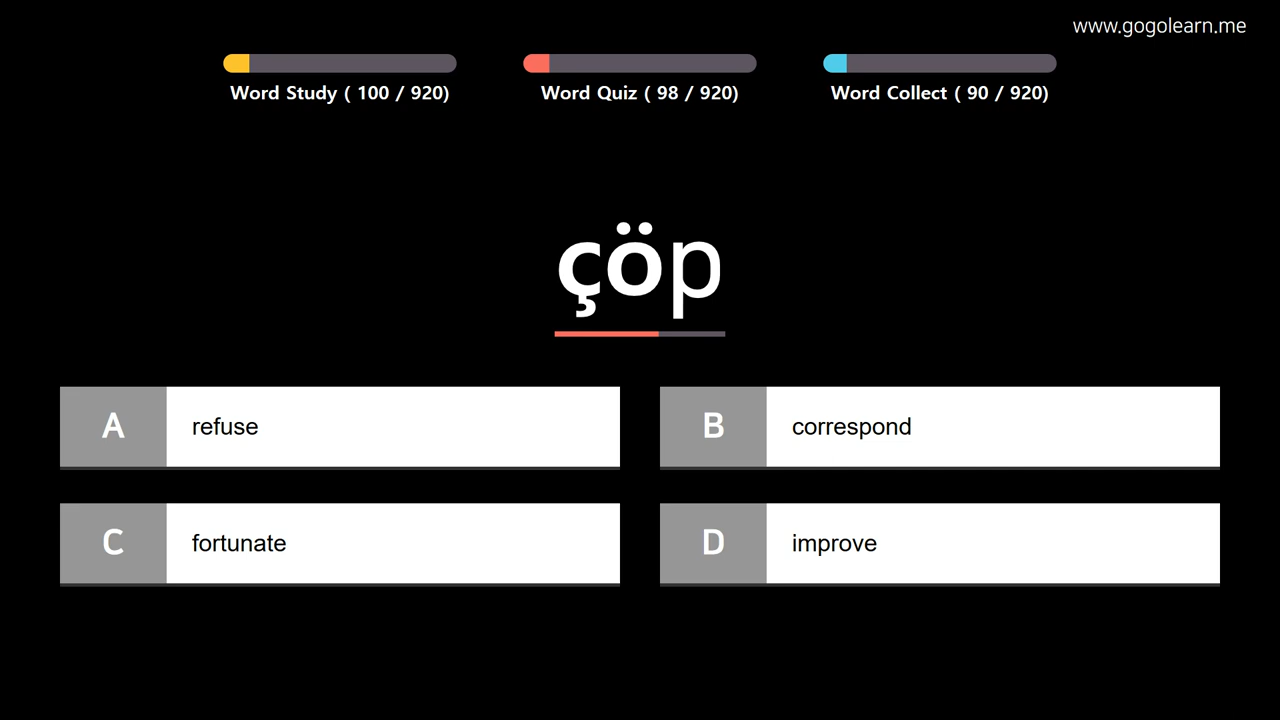 www.gogolearn.me
Word Study ( 100 / 920)
Word Quiz ( 98 / 920)
Word Collect ( 90 / 920)
çöp
A refuse
B correspond
C fortunate
D improve